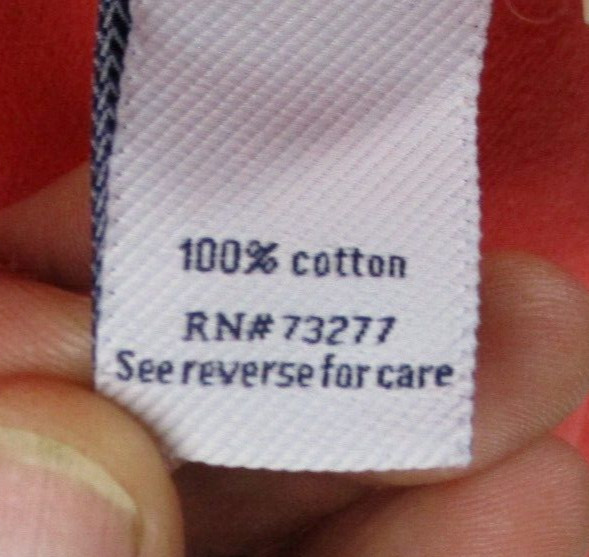 100% cotton
RN# 73277
See reverse for care